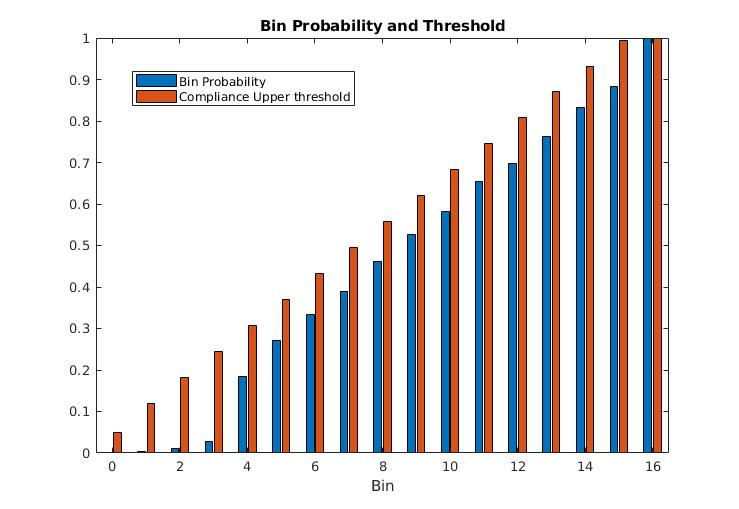 Bin Probability and Threshold
1
0.9
0.8
0.7
0.6
0.5
0.4
0.3
0.2
0.1
0
Bin Probability
Compliance Upper threshold
0 2 4 6 8 10 12 14 16
Bin